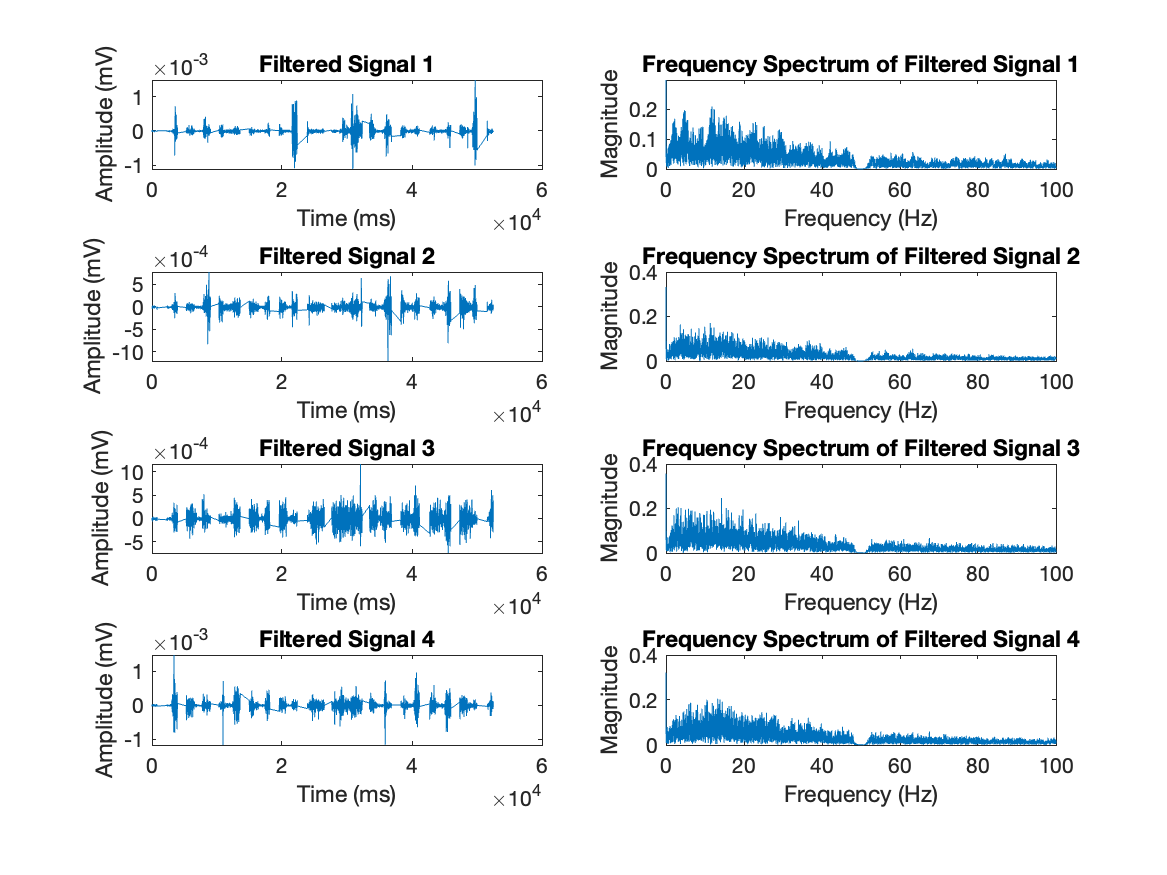 Filtered Signal 1
×10⁻³
Amplitude (mV)
1
0
-1
0 2 4 6
Time (ms)
×10⁴
Frequency Spectrum of Filtered Signal 1
Magnitude
0.2
0.1
0
0 20 40 60 80 100
Frequency (Hz)
Filtered Signal 2
×10⁻⁴
Amplitude (mV)
5
0
-5
-10
0 2 4 6
Time (ms)
×10⁴
Frequency Spectrum of Filtered Signal 2
Magnitude
0.4
0.2
0
0 20 40 60 80 100
Frequency (Hz)
Filtered Signal 3
×10⁻⁴
Amplitude (mV)
10
5
0
-5
0 2 4 6
Time (ms)
×10⁴
Frequency Spectrum of Filtered Signal 3
Magnitude
0.4
0.2
0
0 20 40 60 80 100
Frequency (Hz)
Filtered Signal 4
×10⁻³
Amplitude (mV)
1
0
-1
0 2 4 6
Time (ms)
×10⁴
Frequency Spectrum of Filtered Signal 4
Magnitude
0.4
0.2
0
0 20 40 60 80 100
Frequency (Hz)